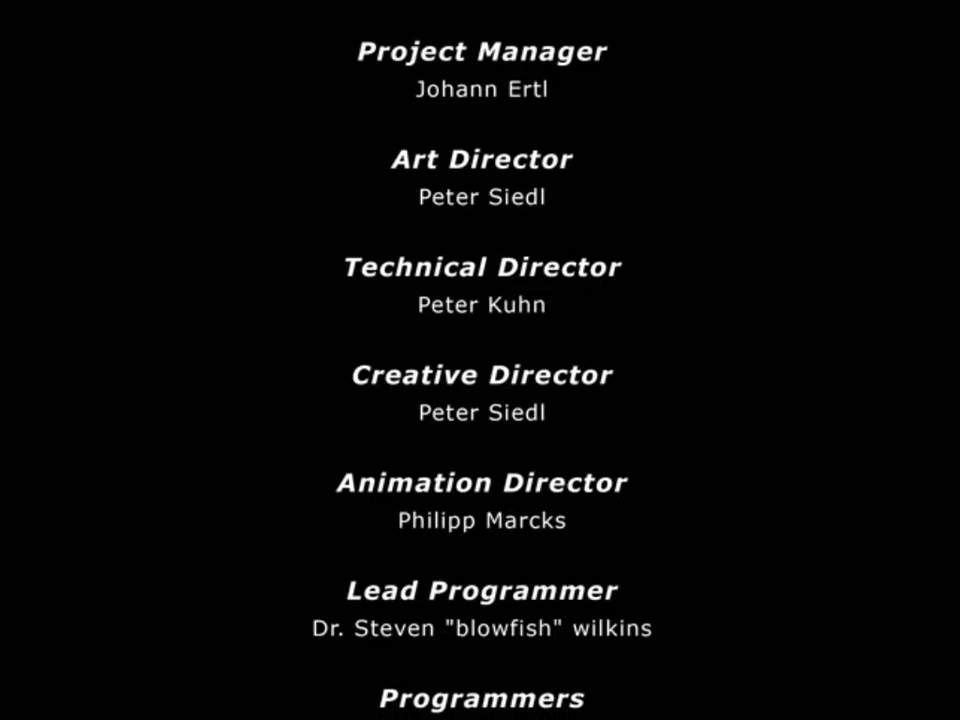 Project Manager
Johann Ertl
Art Director
Peter Siedl
Technical Director
Peter Kuhn
Creative Director
Peter Siedl
Animation Director
Philipp Marcks
Lead Programmer
Dr. Steven "blowfish" wilkins
Programmers